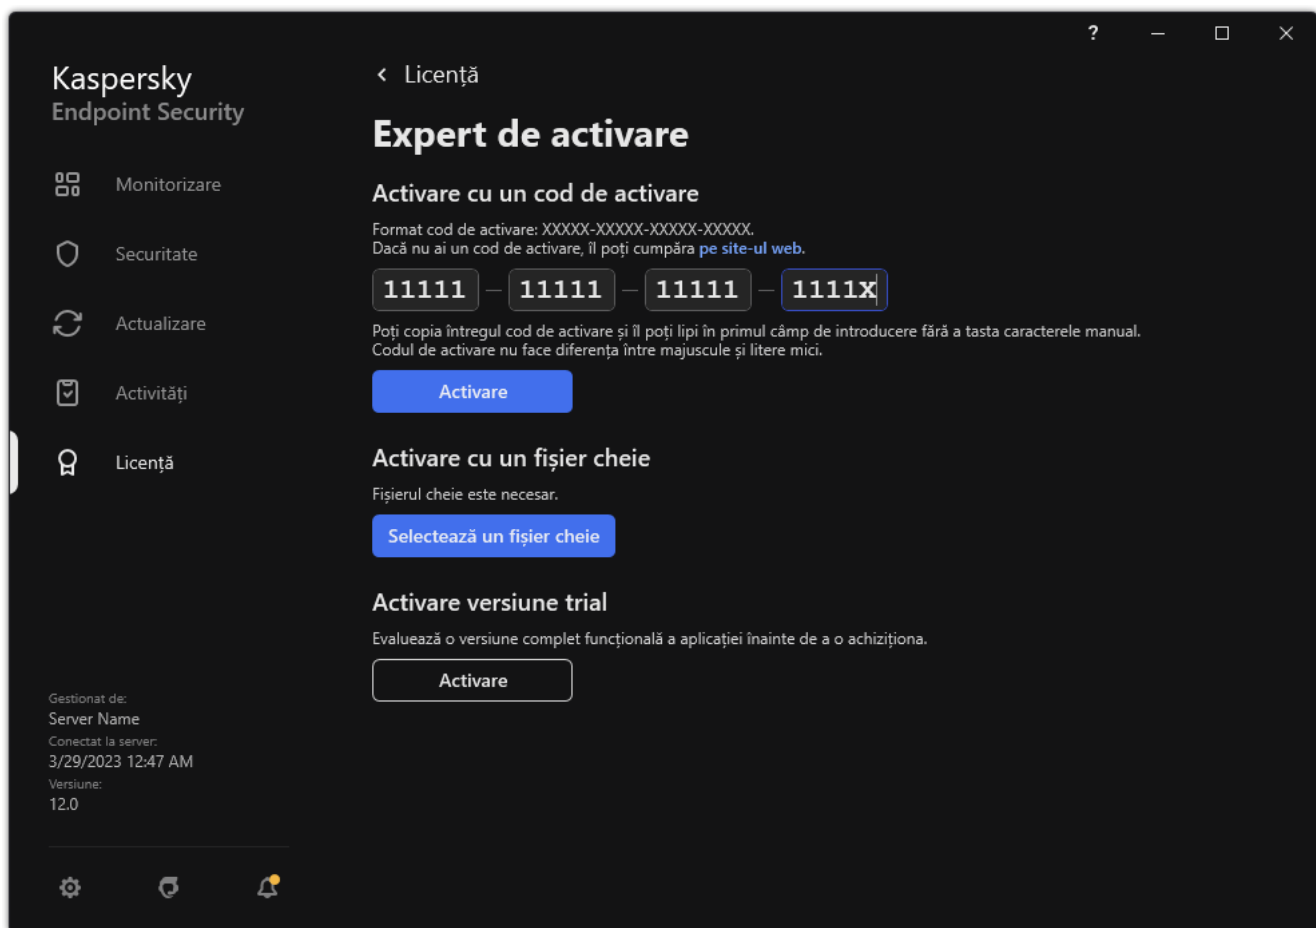 ?
Kaspersky
Endpoint Security
Monitorizare
Securitate
Actualizare
Activități
Licență
Gestionat de:
Server Name
Conectat la server:
3/29/2023 12:47 AM
Versiune:
12.0
Licență
Expert de activare
Activare cu un cod de activare
Format cod de activare: XXXXX-XXXXX-XXXXX-XXXXX.
Dacă nu ai un cod de activare, îl poți cumpăra pe site-ul web.
11111 – 11111 – 11111 – 1111X
Poți copia întregul cod de activare și îl poți lipi în primul câmp de introducere fără a tasta caracterele manual.
Codul de activare nu face diferența între majuscule și litere mici.
Activare
Activare cu un fișier cheie
Fișierul cheie este necesar.
Selectează un fișier cheie
Activare versiune trial
Evaluează o versiune complet funcțională a aplicației înainte de a o achiziționa.
Activare